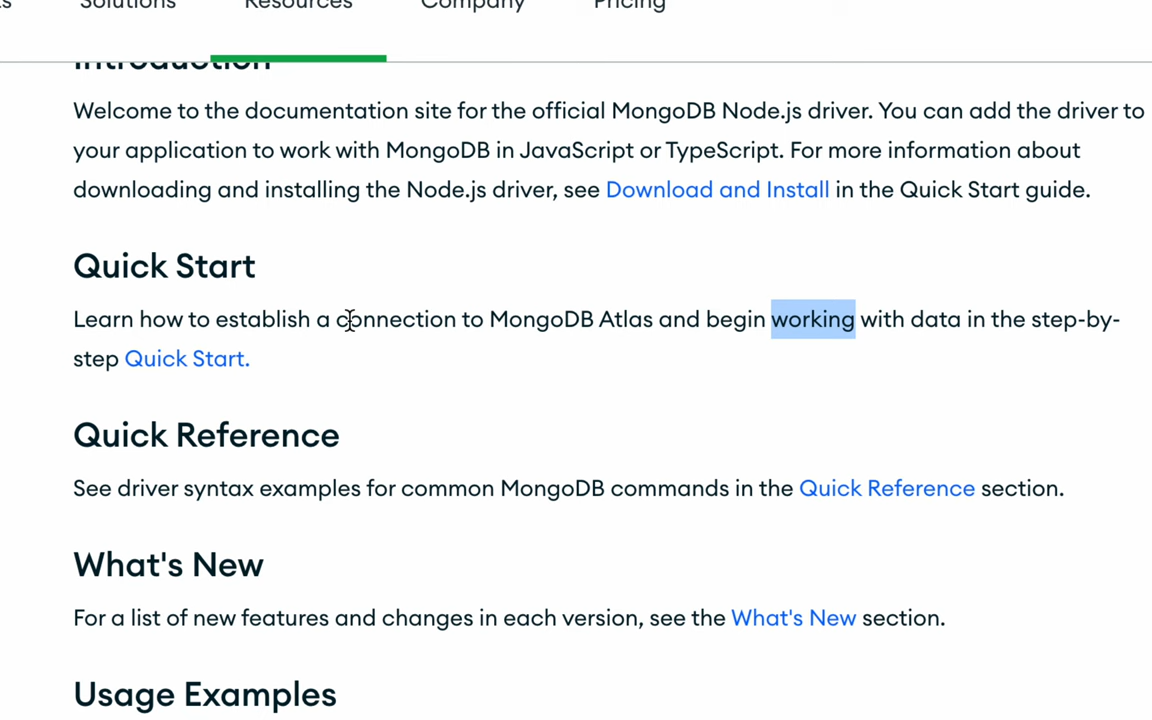 Solutions Resources Company Pricing
Introduction
Welcome to the documentation site for the official MongoDB Node.js driver. You can add the driver to
your application to work with MongoDB in JavaScript or TypeScript. For more information about
downloading and installing the Node.js driver, see Download and Install in the Quick Start guide.
Quick Start
Learn how to establish a connection to MongoDB Atlas and begin working with data in the step-by-
step Quick Start.
Quick Reference
See driver syntax examples for common MongoDB commands in the Quick Reference section.
What's New
For a list of new features and changes in each version, see the What's New section.
Usage Examples